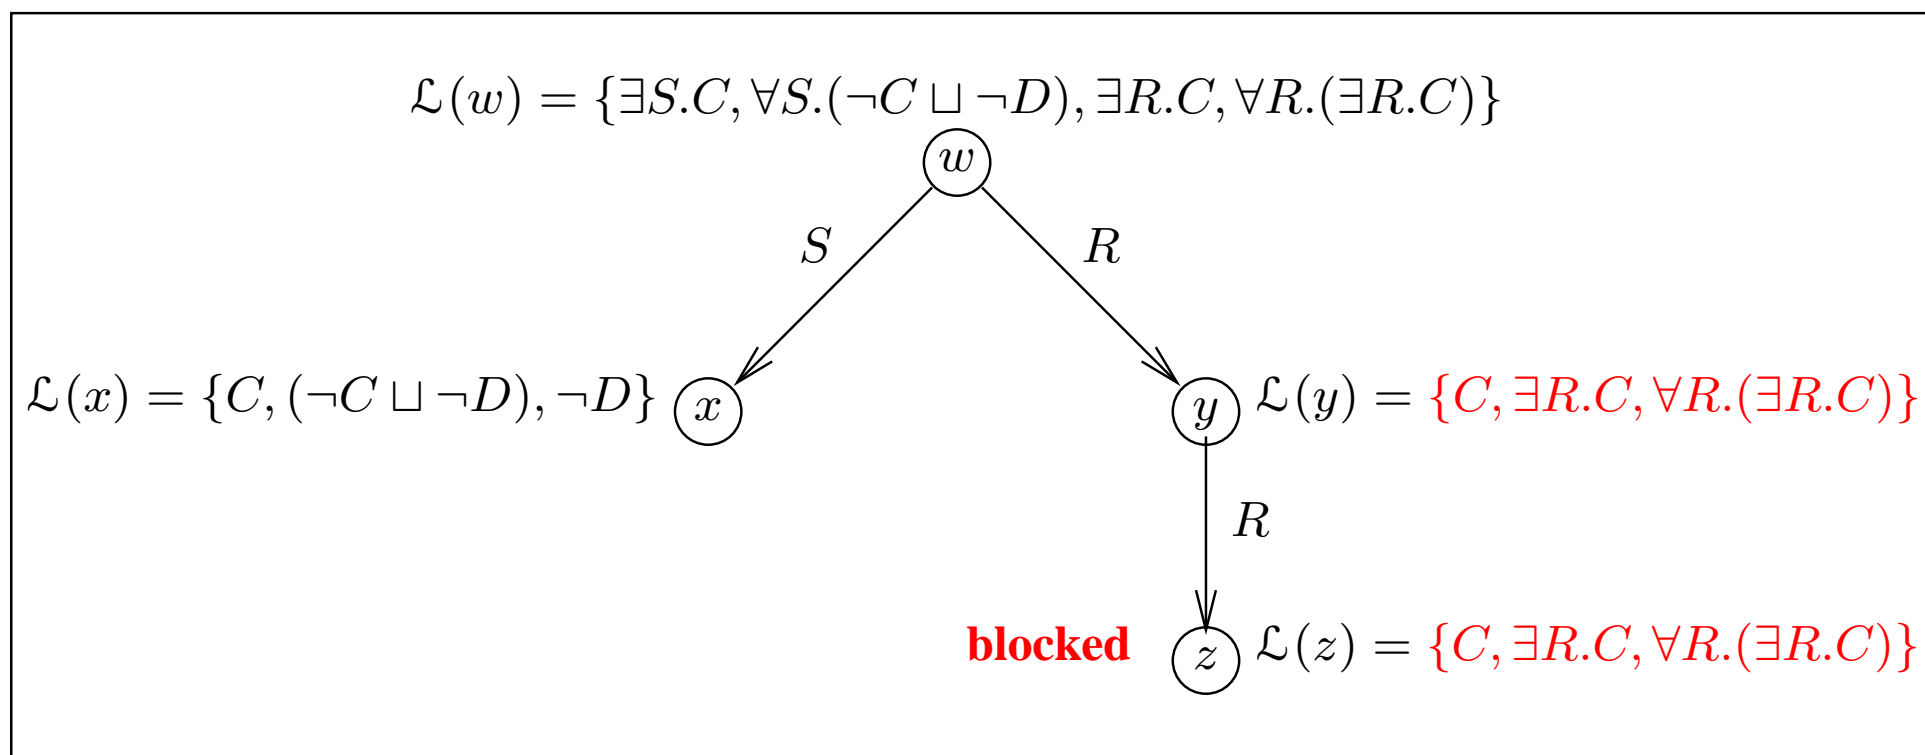 ℒ(w) = {∃S.C, ∀S.(¬C ⊔ ¬D), ∃R.C, ∀R.(∃R.C)}
w
S
R
ℒ(x) = {C, (¬C ⊔ ¬D), ¬D}
x
y
ℒ(y) = {C, ∃R.C, ∀R.(∃R.C)}
R
blocked
z
ℒ(z) = {C, ∃R.C, ∀R.(∃R.C)}